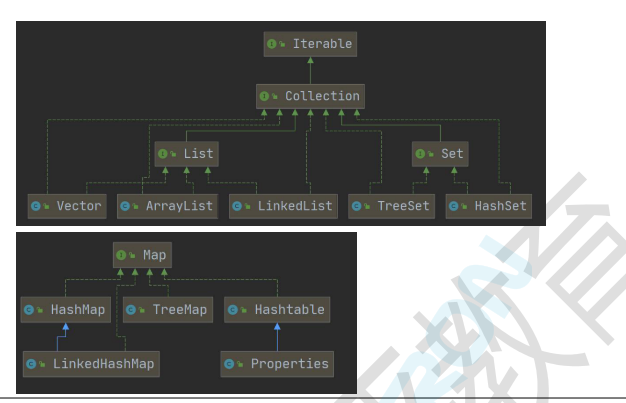 Iterable
Collection
List
Set
Vector
ArrayList
LinkedList
TreeSet
HashSet
Map
HashMap
TreeMap
Hashtable
LinkedHashMap
Properties